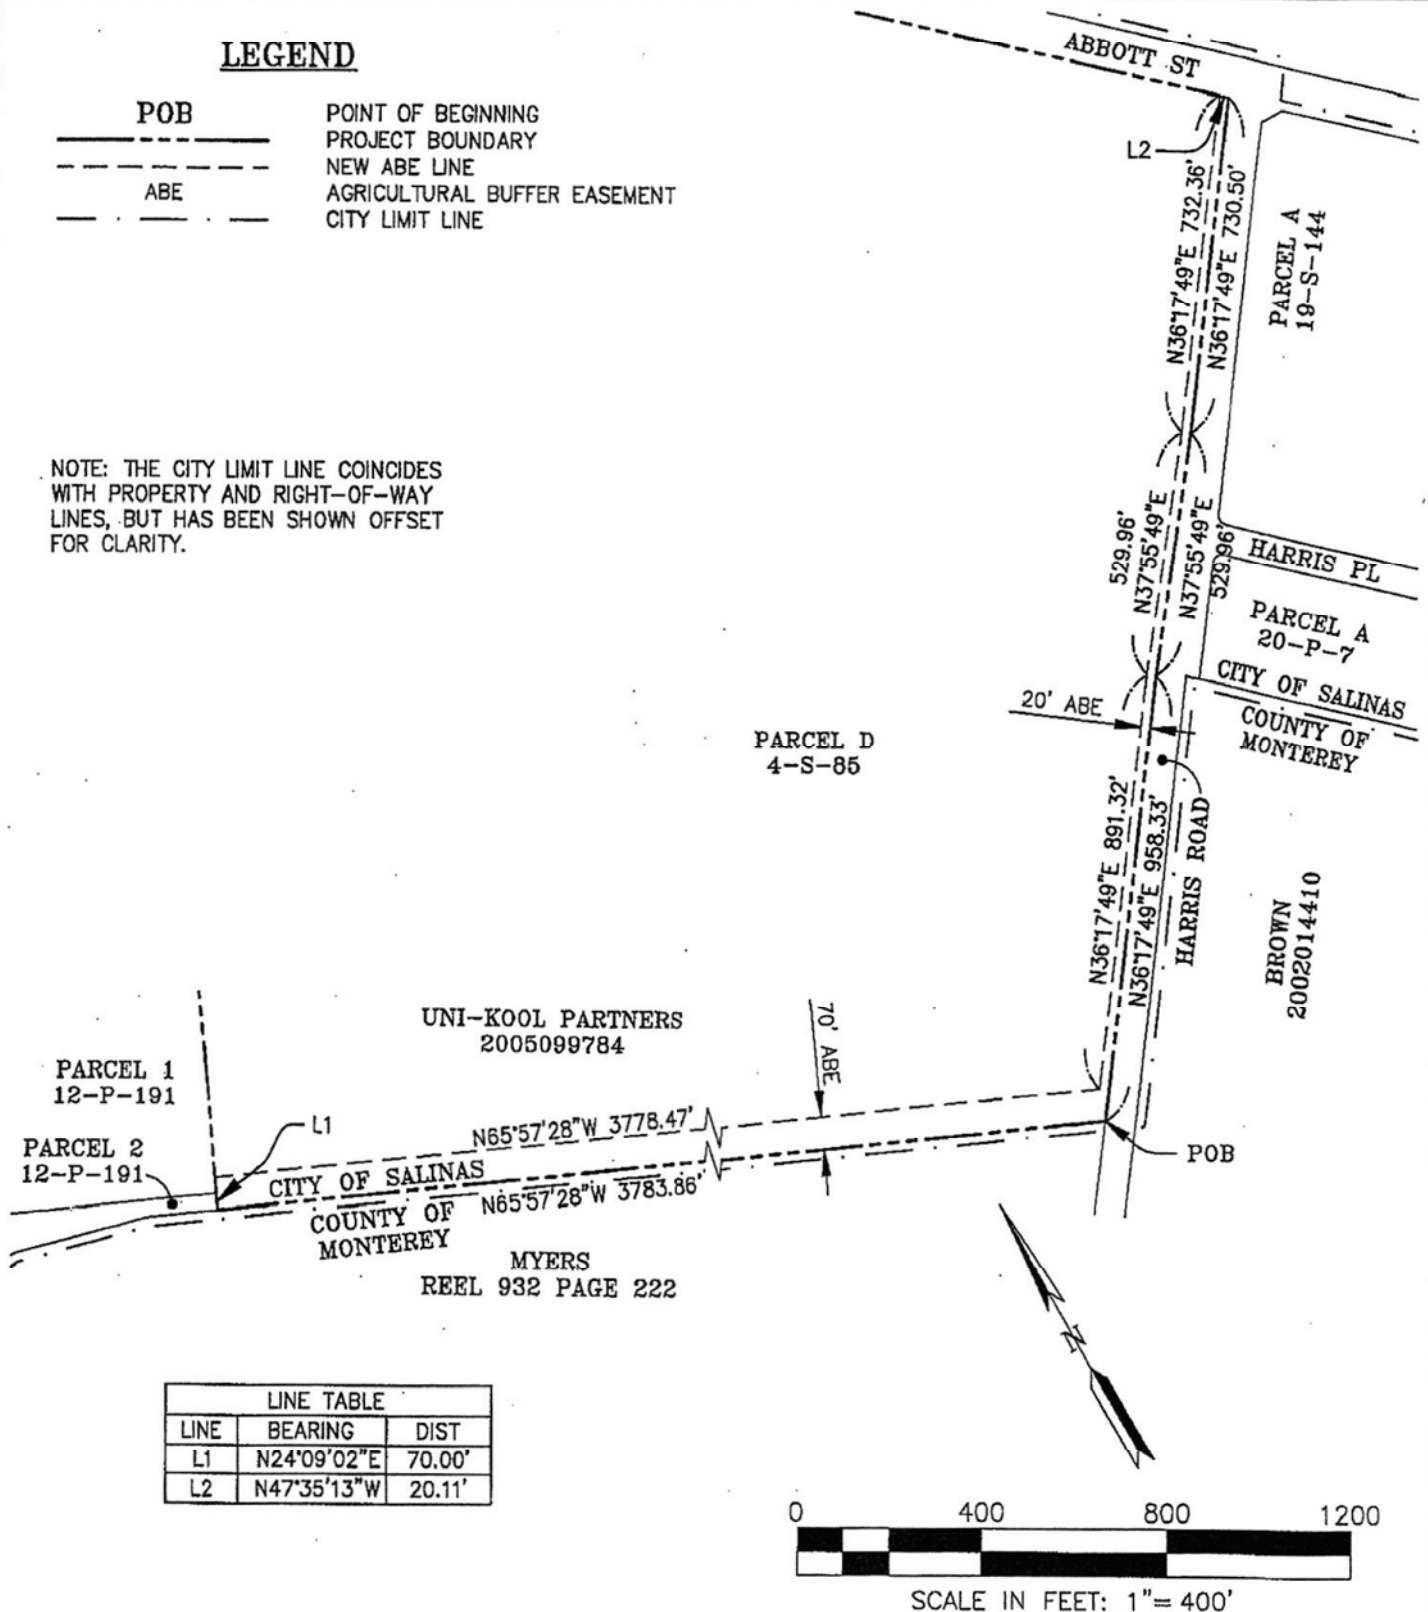 LEGEND
POB POINT OF BEGINNING
PROJECT BOUNDARY
NEW ABE LINE
ABE AGRICULTURAL BUFFER EASEMENT
CITY LIMIT LINE
NOTE: THE CITY LIMIT LINE COINCIDES
WITH PROPERTY AND RIGHT-OF-WAY
LINES, BUT HAS BEEN SHOWN OFFSET
FOR CLARITY.
ABBOTT ST
L2
N36°17'49"E 732.36'
N36°17'49"E 730.50'
PARCEL A
19-S-144
529.96'
N37°55'49"E
N37°55'49"E
529.96'
HARRIS PL
PARCEL A
20-P-7
CITY OF SALINAS
COUNTY OF
MONTEREY
20' ABE
PARCEL D
4-S-85
N36°17'49"E 891.32'
N36°17'49"E 958.33'
HARRIS ROAD
BROWN
2002014410
UNI-KOOL PARTNERS
2005099784
70' ABE
PARCEL 1
12-P-191
PARCEL 2
12-P-191
L1
N65°57'28"W 3778.47'
CITY OF SALINAS
N65°57'28"W 3783.86'
COUNTY OF
MONTEREY
POB
MYERS
REEL 932 PAGE 222
N
LINE TABLE
LINE BEARING DIST
L1 N24°09'02"E 70.00'
L2 N47°35'13"W 20.11'
0 400 800 1200
SCALE IN FEET: 1"= 400'